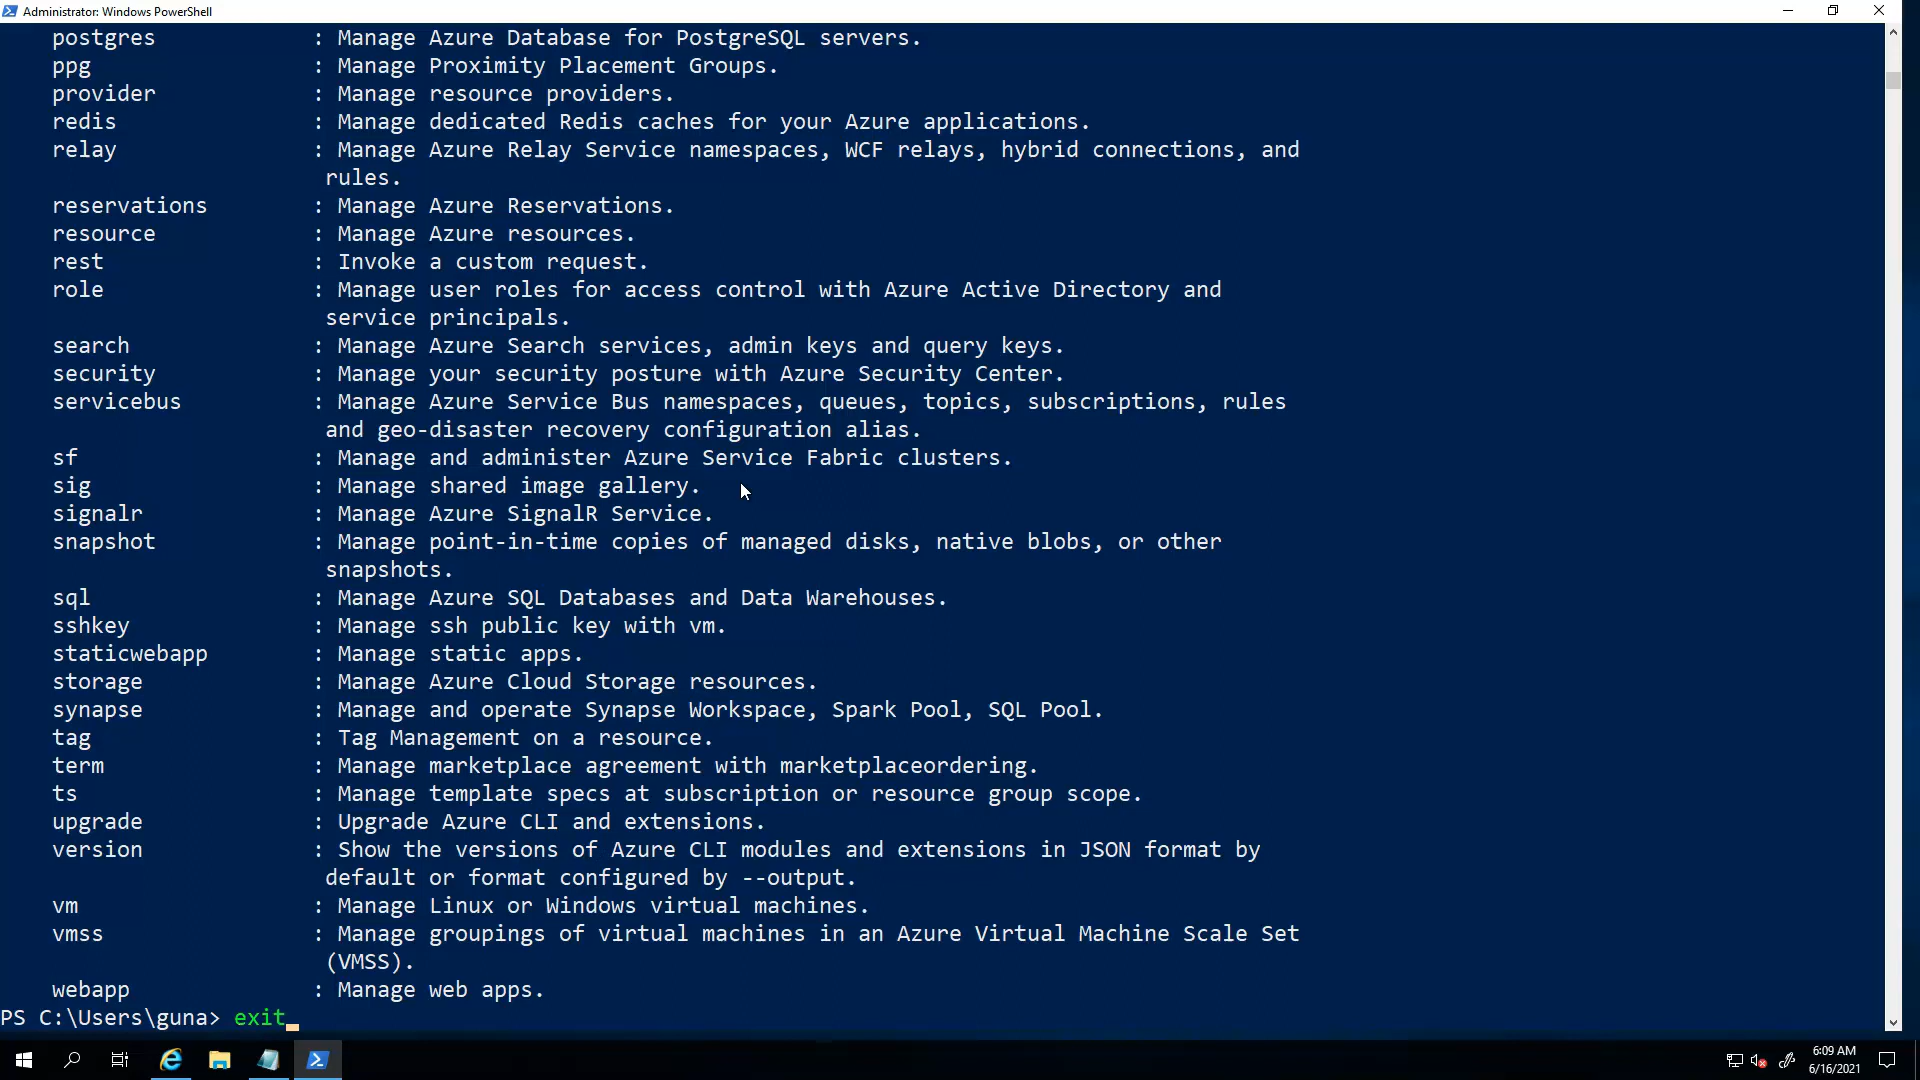 Administrator: Windows PowerShell
postgres : Manage Azure Database for PostgreSQL servers.
ppg : Manage Proximity Placement Groups.
provider : Manage resource providers.
redis : Manage dedicated Redis caches for your Azure applications.
relay : Manage Azure Relay Service namespaces, WCF relays, hybrid connections, and
rules.
reservations : Manage Azure Reservations.
resource : Manage Azure resources.
rest : Invoke a custom request.
role : Manage user roles for access control with Azure Active Directory and
service principals.
search : Manage Azure Search services, admin keys and query keys.
security : Manage your security posture with Azure Security Center.
servicebus : Manage Azure Service Bus namespaces, queues, topics, subscriptions, rules
and geo-disaster recovery configuration alias.
sf : Manage and administer Azure Service Fabric clusters.
sig : Manage shared image gallery.
signalr : Manage Azure SignalR Service.
snapshot : Manage point-in-time copies of managed disks, native blobs, or other
snapshots.
sql : Manage Azure SQL Databases and Data Warehouses.
sshkey : Manage ssh public key with vm.
staticwebapp : Manage static apps.
storage : Manage Azure Cloud Storage resources.
synapse : Manage and operate Synapse Workspace, Spark Pool, SQL Pool.
tag : Tag Management on a resource.
term : Manage marketplace agreement with marketplaceordering.
ts : Manage template specs at subscription or resource group scope.
upgrade : Upgrade Azure CLI and extensions.
version : Show the versions of Azure CLI modules and extensions in JSON format by
default or format configured by --output.
vm : Manage Linux or Windows virtual machines.
vmss : Manage groupings of virtual machines in an Azure Virtual Machine Scale Set
(VMSS).
webapp : Manage web apps.
PS C:\Users\guna> exit
6:09 AM
6/16/2021